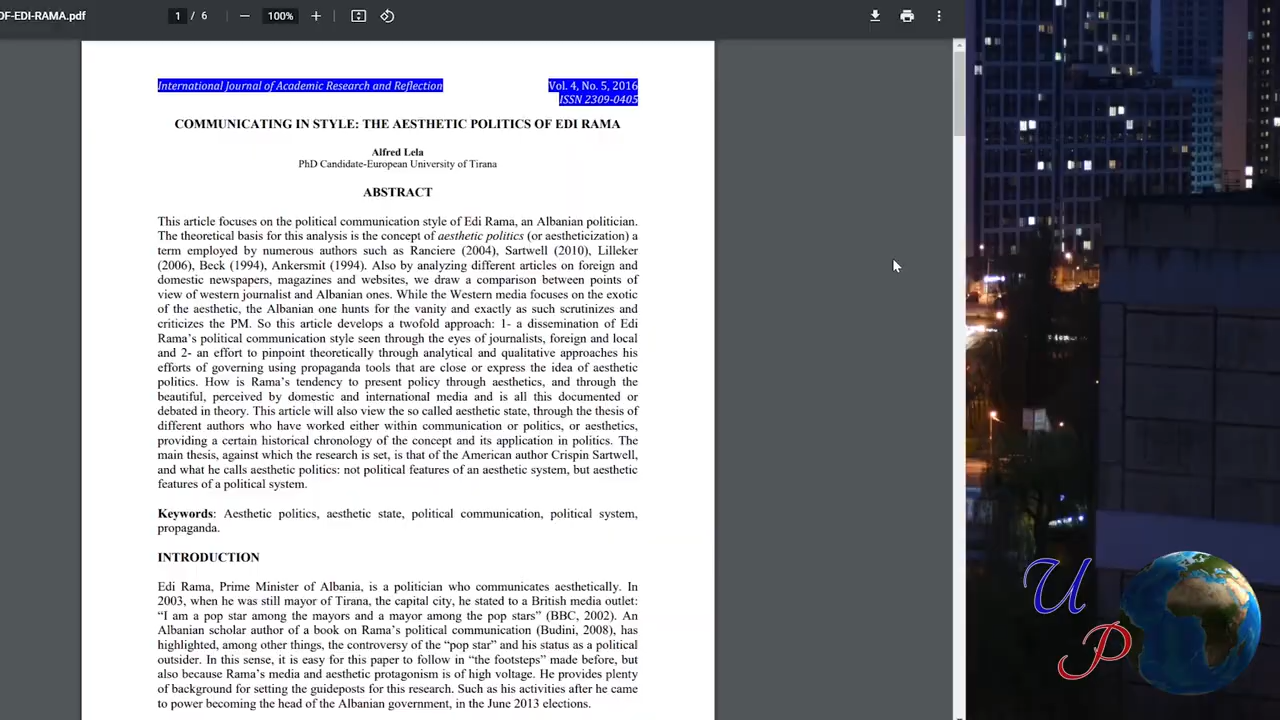 OF-EDI-RAMA.pdf
1 / 6
100%
International Journal of Academic Research and Reflection
Vol. 4, No. 5, 2016
ISSN 2309-0405
COMMUNICATING IN STYLE: THE AESTHETIC POLITICS OF EDI RAMA
Alfred Lela
PhD Candidate-European University of Tirana
ABSTRACT
This article focuses on the political communication style of Edi Rama, an Albanian politician.
The theoretical basis for this analysis is the concept of aesthetic politics (or aestheticization) a
term employed by numerous authors such as Ranciere (2004), Sartwell (2010), Lilleker
(2006), Beck (1994), Ankersmit (1994). Also by analyzing different articles on foreign and
domestic newspapers, magazines and websites, we draw a comparison between points of
view of western journalist and Albanian ones. While the Western media focuses on the exotic
of the aesthetic, the Albanian one hunts for the vanity and exactly as such scrutinizes and
criticizes the PM. So this article develops a twofold approach: 1- a dissemination of Edi
Rama's political communication style seen through the eyes of journalists, foreign and local
and 2- an effort to pinpoint theoretically through analytical and qualitative approaches his
efforts of governing using propaganda tools that are close or express the idea of aesthetic
politics. How is Rama's tendency to present policy through aesthetics, and through the
beautiful, perceived by domestic and international media and is all this documented or
debated in theory. This article will also view the so called aesthetic state, through the thesis of
different authors who have worked either within communication or politics, or aesthetics,
providing a certain historical chronology of the concept and its application in politics. The
main thesis, against which the research is set, is that of the American author Crispin Sartwell,
and what he calls aesthetic politics: not political features of an aesthetic system, but aesthetic
features of a political system.
Keywords: Aesthetic politics, aesthetic state, political communication, political system,
propaganda.
INTRODUCTION
Edi Rama, Prime Minister of Albania, is a politician who communicates aesthetically. In
2003, when he was still mayor of Tirana, the capital city, he stated to a British media outlet:
“I am a pop star among the mayors and a mayor among the pop stars” (BBC, 2002). An
Albanian scholar author of a book on Rama's political communication (Budini, 2008), has
highlighted, among other things, the controversy of the “pop star” and his status as a political
outsider. In this sense, it is easy for this paper to follow in “the footsteps” made before, but
also because Rama's media and aesthetic protagonism is of high voltage. He provides plenty
of background for setting the guideposts for this research. Such as his activities after he came
to power becoming the head of the Albanian government, in the June 2013 elections.
U
P